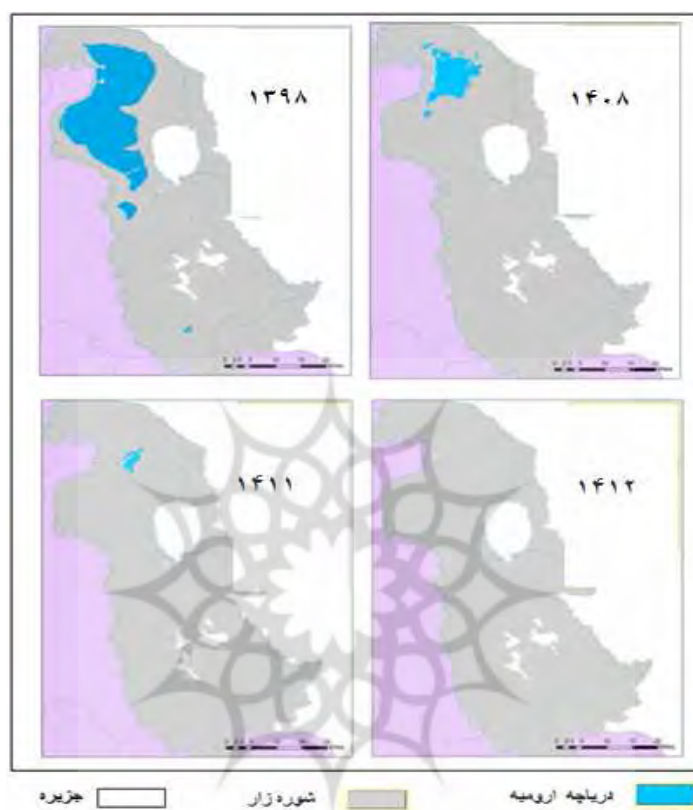 ۱۳۹۸
۱۴۰۸
۱۴۱۱
۱۴۱۲
دریاچه ارومیه
شوره زار
جزیره